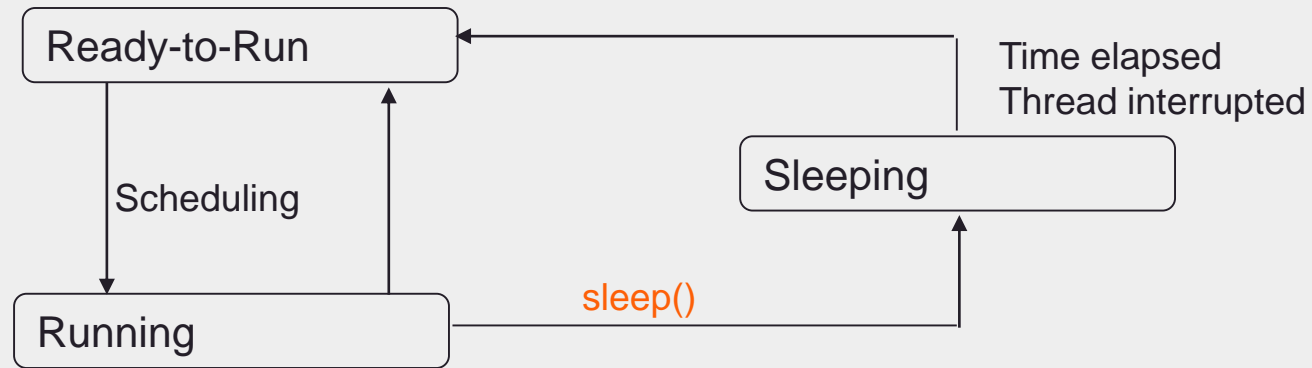 Ready-to-Run
Time elapsed
Thread interrupted
Sleeping
Scheduling
sleep()
Running